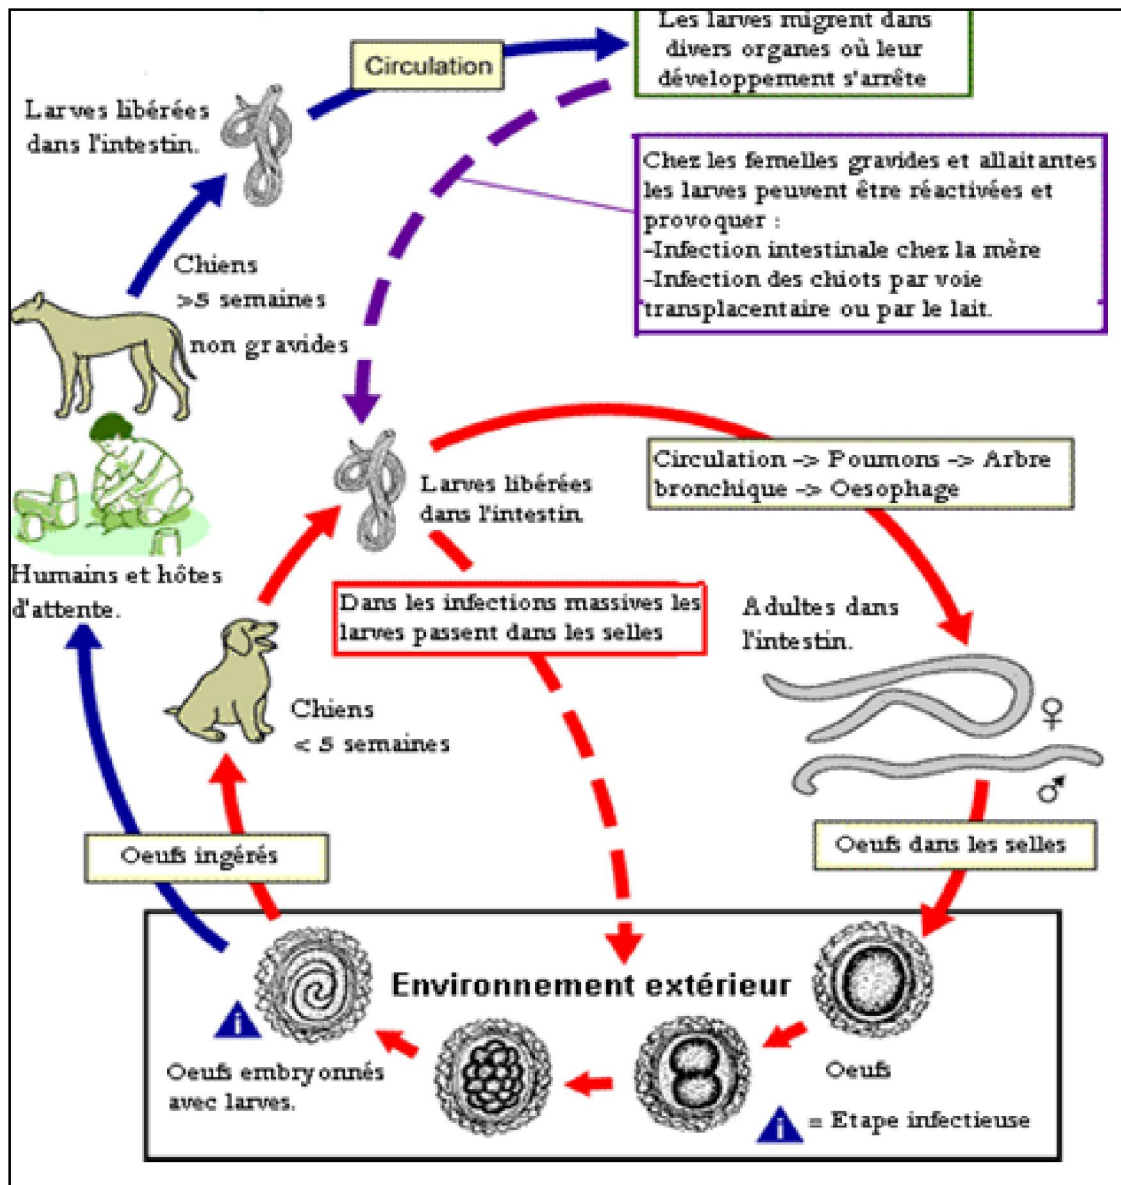 Les larves migrent dans
divers organes où leur
développement s'arrête
Circulation
Larves libérées
dans l'intestin.
Chez les femelles gravides et allaitantes
les larves peuvent être réactivées et
provoquer :
-Infection intestinale chez la mère
-Infection des chiots par voie
transplacentaire ou par le lait.
Chiens
>5 semaines
non gravides
Circulation -> Poumons -> Arbre
bronchique -> Oesophage
Larves libérées
dans l'intestin
Humains et hôtes
d'attente.
Dans les infections massives les
larves passent dans les selles
Adultes dans
l'intestin.
♀
♂
Chiens
< 5 semaines
Oeufs ingérés
Oeufs dans les selles
Environnement extérieur
i
Oeufs embryonnés
avec larves.
Oeufs
i = Etape infectieuse